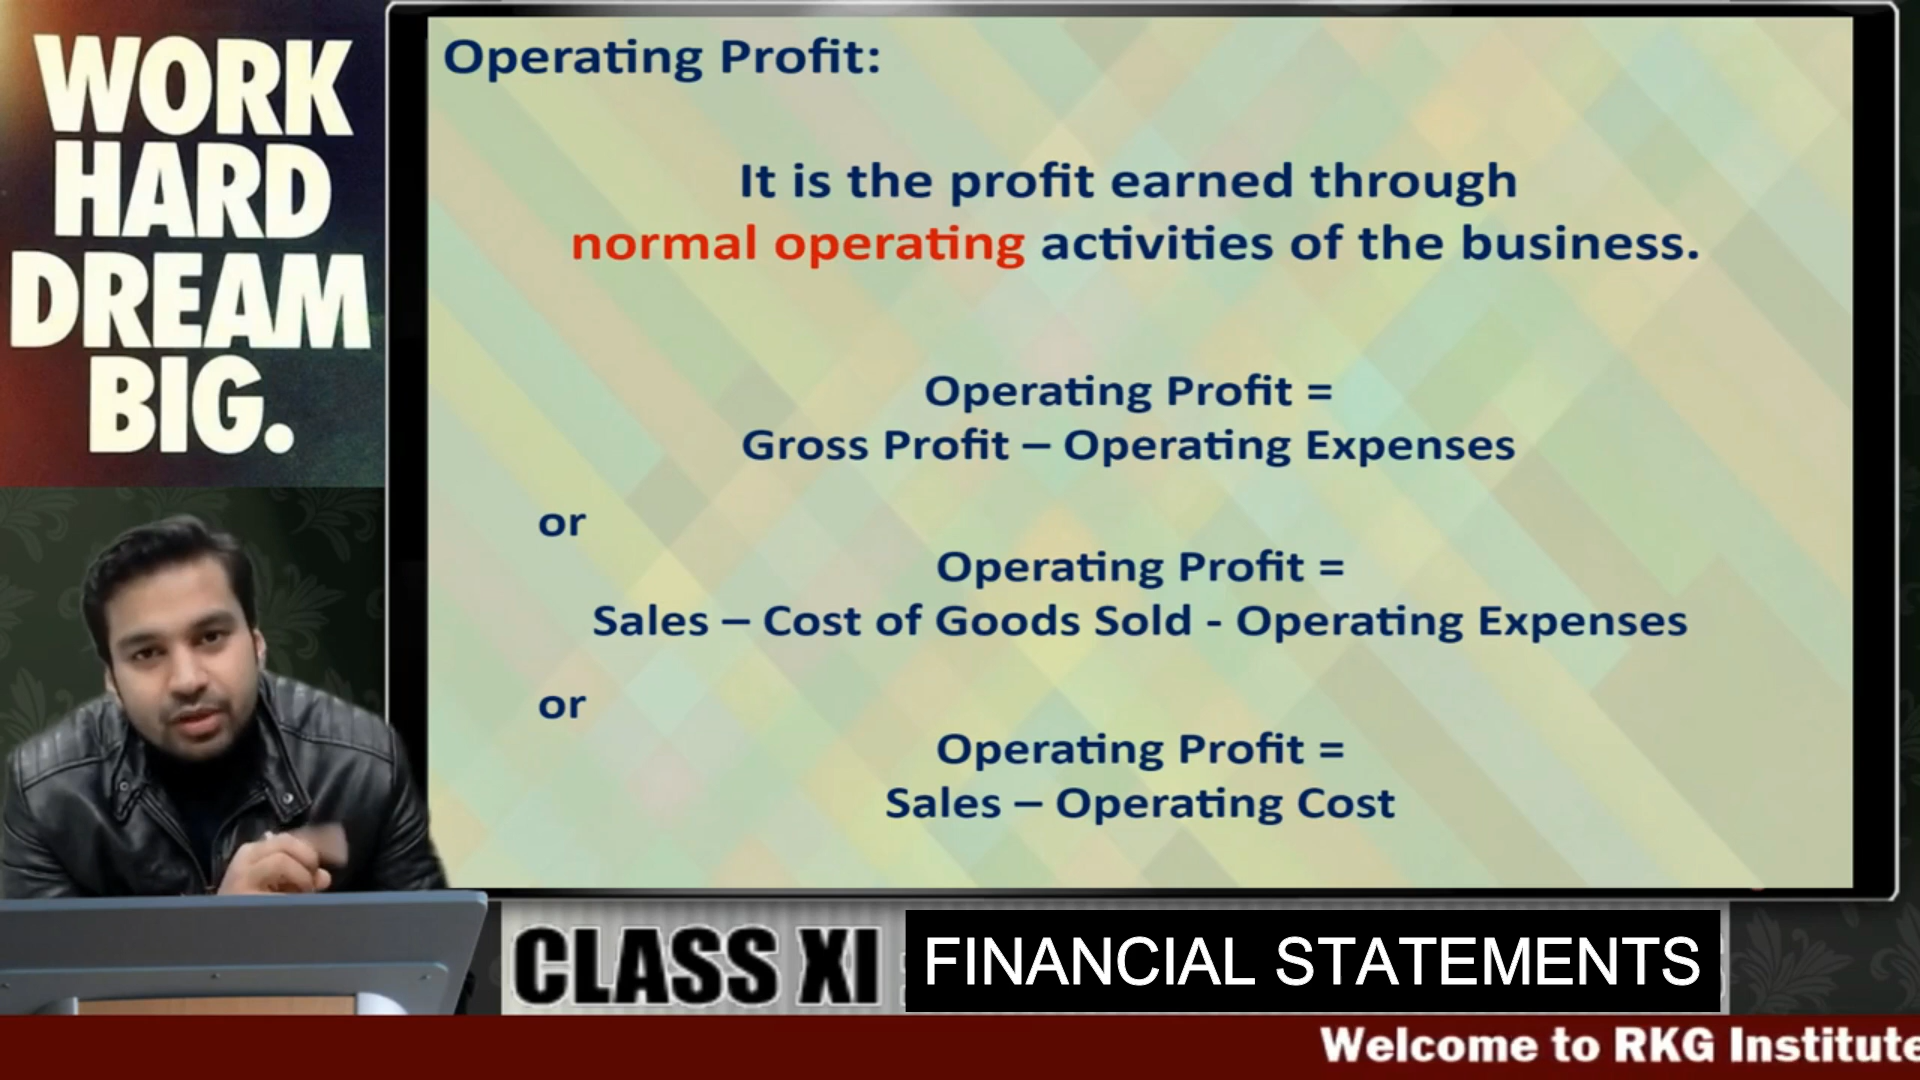 WORK
HARD
DREAM
BIG.
Operating Profit:
It is the profit earned through
normal operating activities of the business.
Operating Profit =
Gross Profit – Operating Expenses
or
Operating Profit =
Sales – Cost of Goods Sold - Operating Expenses
or
Operating Profit =
Sales – Operating Cost
CLASS XI
FINANCIAL STATEMENTS
Welcome to RKG Institute